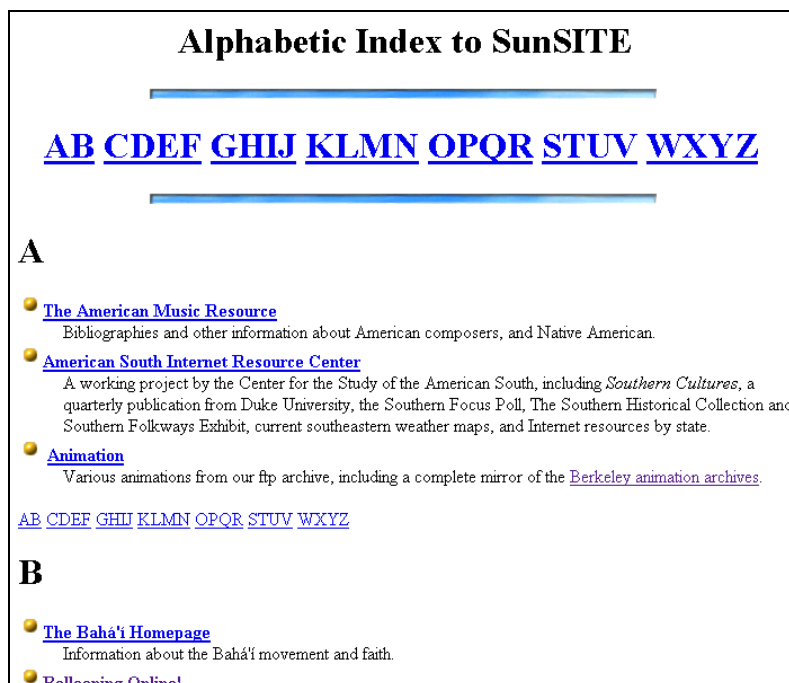 Alphabetic Index to SunSITE
AB CDEF GHIJ KLMN OPQR STUV WXYZ
A
The American Music Resource
Bibliographies and other information about American composers, and Native American.
American South Internet Resource Center
A working project by the Center for the Study of the American South, including Southern Cultures, a
quarterly publication from Duke University, the Southern Focus Poll, The Southern Historical Collection and
Southern Folkways Exhibit, current southeastern weather maps, and Internet resources by state.
Animation
Various animations from our ftp archive, including a complete mirror of the Berkeley animation archives.
AB CDEF GHIJ KLMN OPQR STUV WXYZ
B
The Bahá'í Homepage
Information about the Bahá'í movement and faith.
Ballooning Online!